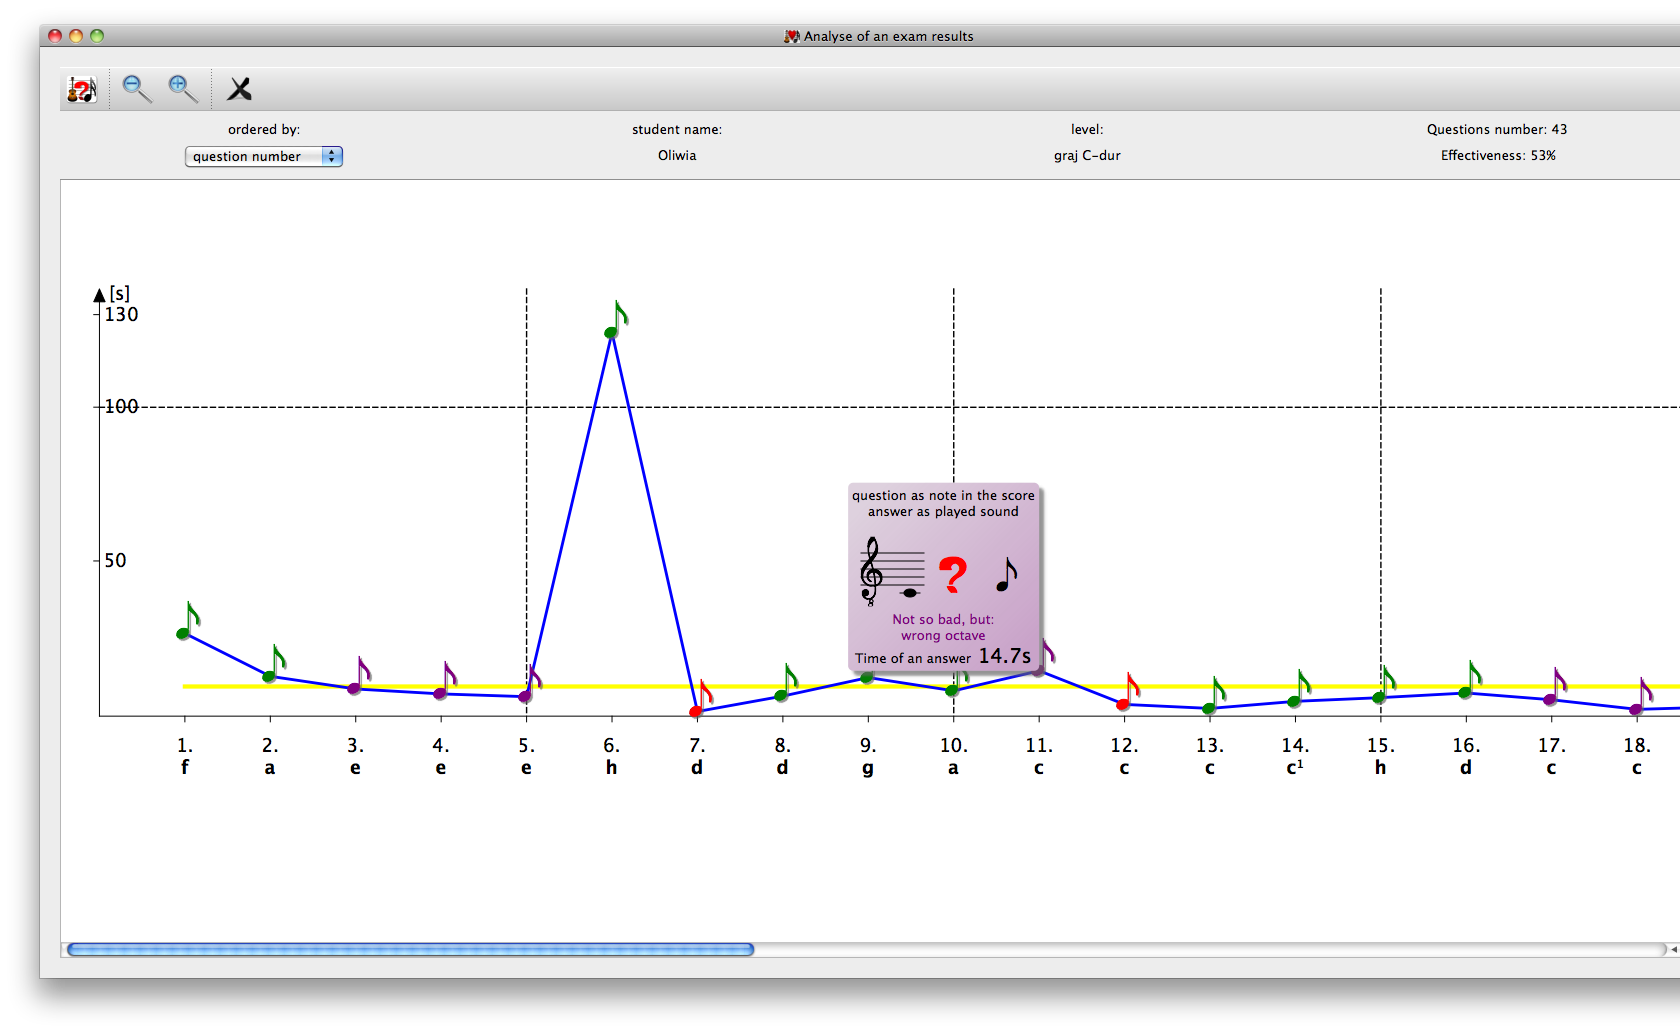 Analyse of an exam results
ordered by:
student name:
level:
Questions number: 43
question number
Oliwia
graj C-dur
Effectiveness: 53%
[s]
130
100
50
question as note in the score
answer as played sound
8
?
Not so bad, but:
wrong octave
Time of an answer 14.7s
1. 2. 3. 4. 5. 6. 7. 8. 9. 10. 11. 12. 13. 14. 15. 16. 17. 18.
f a e e e h d d g a c c c c¹ h d c c